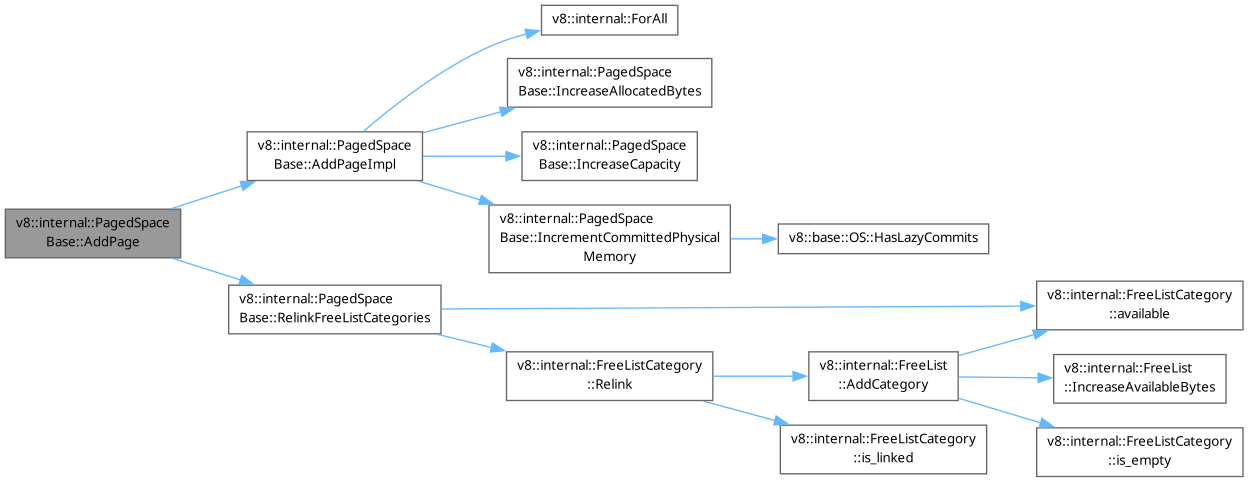 v8::internal::ForAll
v8::internal::PagedSpace
Base::IncreaseAllocatedBytes
v8::internal::PagedSpace
Base::AddPageImpl
v8::internal::PagedSpace
Base::IncreaseCapacity
v8::internal::PagedSpace
Base::AddPage
v8::internal::PagedSpace
Base::IncrementCommittedPhysical
Memory
v8::base::OS::HasLazyCommits
v8::internal::PagedSpace
Base::RelinkFreeListCategories
v8::internal::FreeListCategory
::available
v8::internal::FreeListCategory
::Relink
v8::internal::FreeList
::AddCategory
v8::internal::FreeList
::IncreaseAvailableBytes
v8::internal::FreeListCategory
::is_linked
v8::internal::FreeListCategory
::is_empty